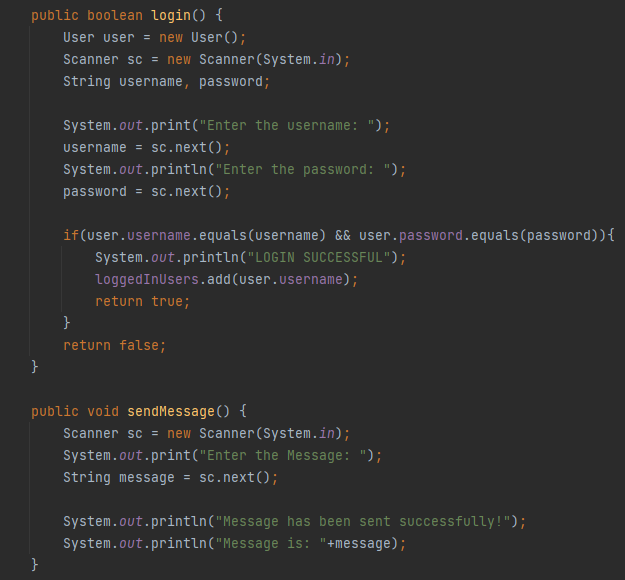 public boolean login() {
User user = new User();
Scanner sc = new Scanner(System.in);
String username, password;
System.out.print("Enter the username: ");
username = sc.next();
System.out.println("Enter the password: ");
password = sc.next();
if(user.username.equals(username) && user.password.equals(password)){
System.out.println("LOGIN SUCCESSFUL");
loggedInUsers.add(user.username);
return true;
}
return false;
}
public void sendMessage() {
Scanner sc = new Scanner(System.in);
System.out.print("Enter the Message: ");
String message = sc.next();
System.out.println("Message has been sent successfully!");
System.out.println("Message is: "+message);
}